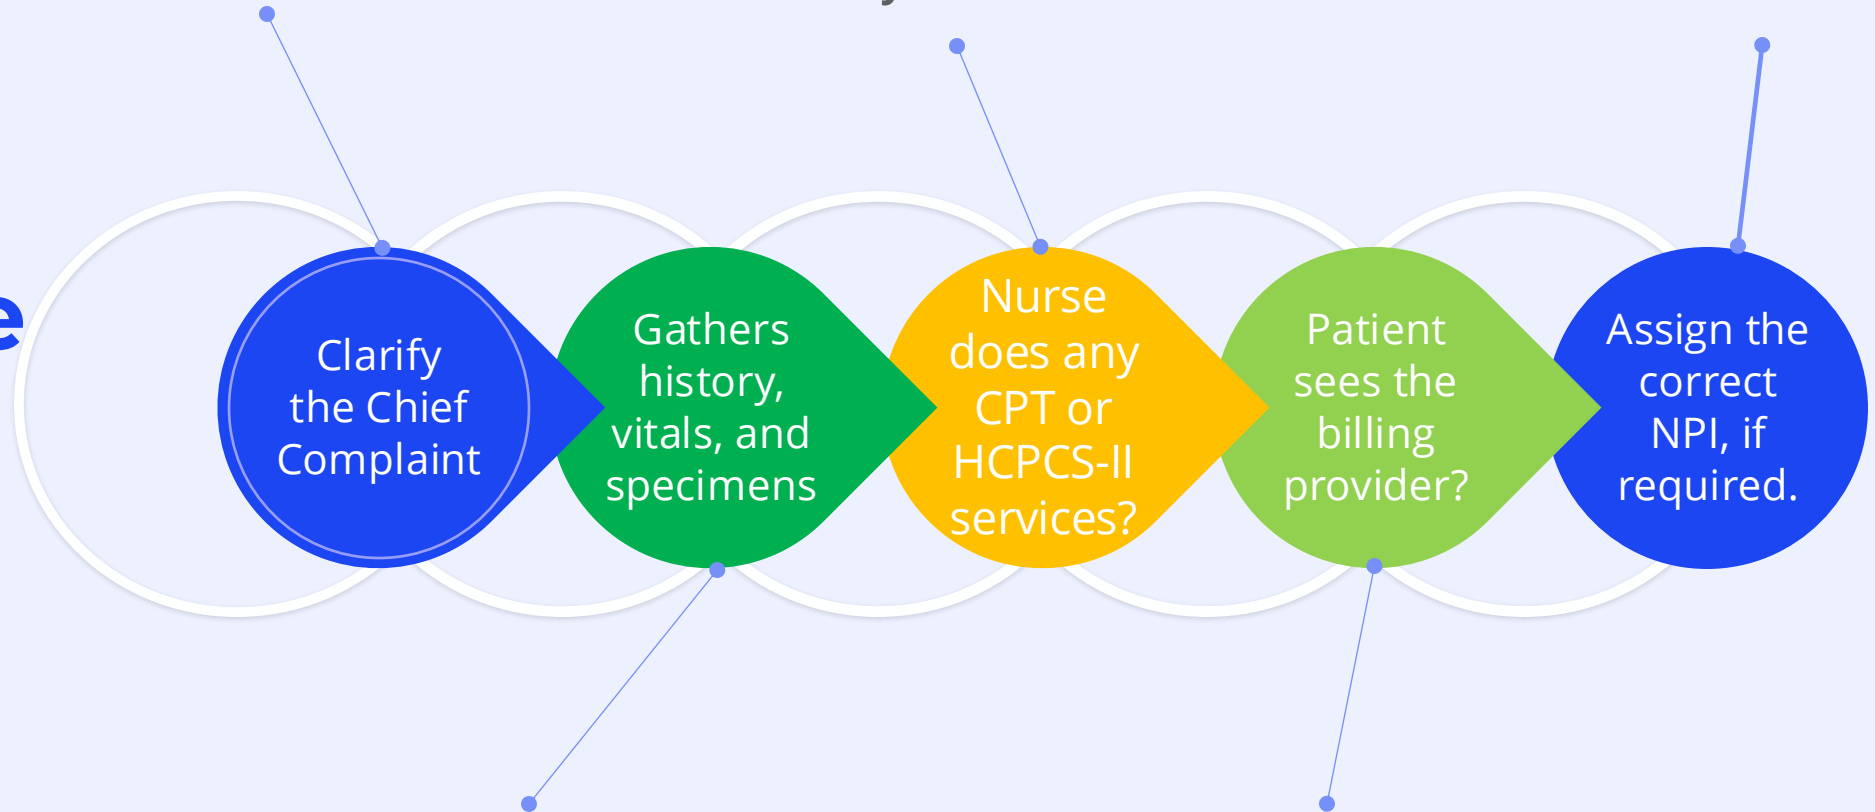 Clarify
the Chief
Complaint
Gathers
history,
vitals, and
specimens
Nurse
does any
CPT or
HCPCS-II
services?
Patient
sees the
billing
provider?
Assign the
correct
NPI, if
required.